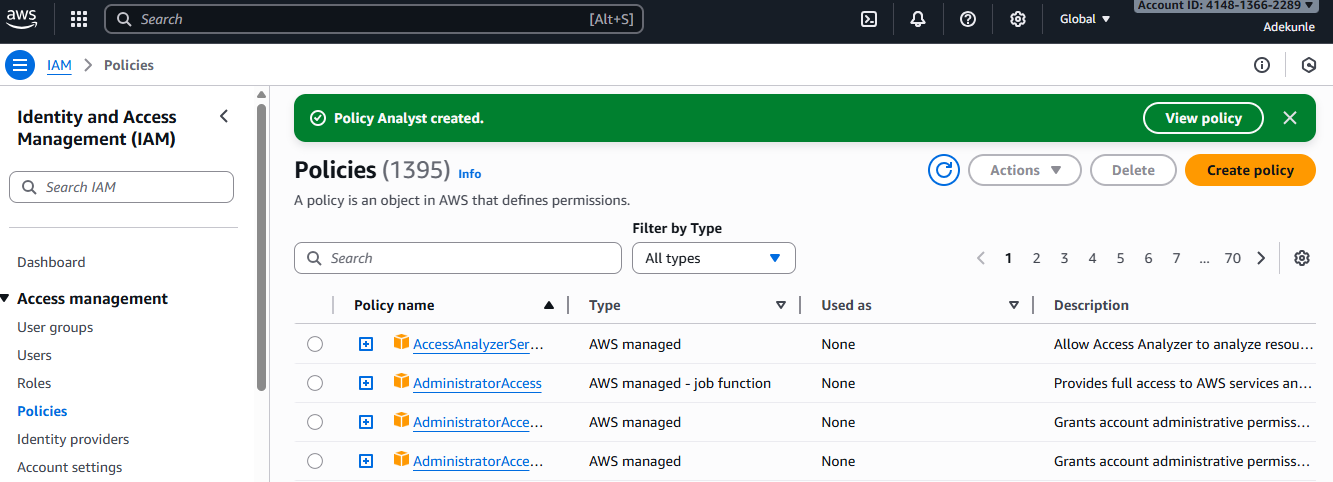 aws
Search [Alt+S]
Global
Account ID: 4148-1366-2289
Adekunle
IAM > Policies
Identity and Access
Management (IAM)
Search IAM
Dashboard
Access management
User groups
Users
Roles
Policies
Identity providers
Account settings
Policy Analyst created.
View policy
Policies (1395) Info
Actions
Delete
Create policy
A policy is an object in AWS that defines permissions.
Filter by Type
Search
All types
1 2 3 4 5 6 7 ... 70
Policy name Type Used as Description
AccessAnalyzerSer... AWS managed None Allow Access Analyzer to analyze resou...
AdministratorAccess AWS managed - job function None Provides full access to AWS services an...
AdministratorAcce... AWS managed None Grants account administrative permiss...
AdministratorAcce... AWS managed None Grants account administrative permiss...